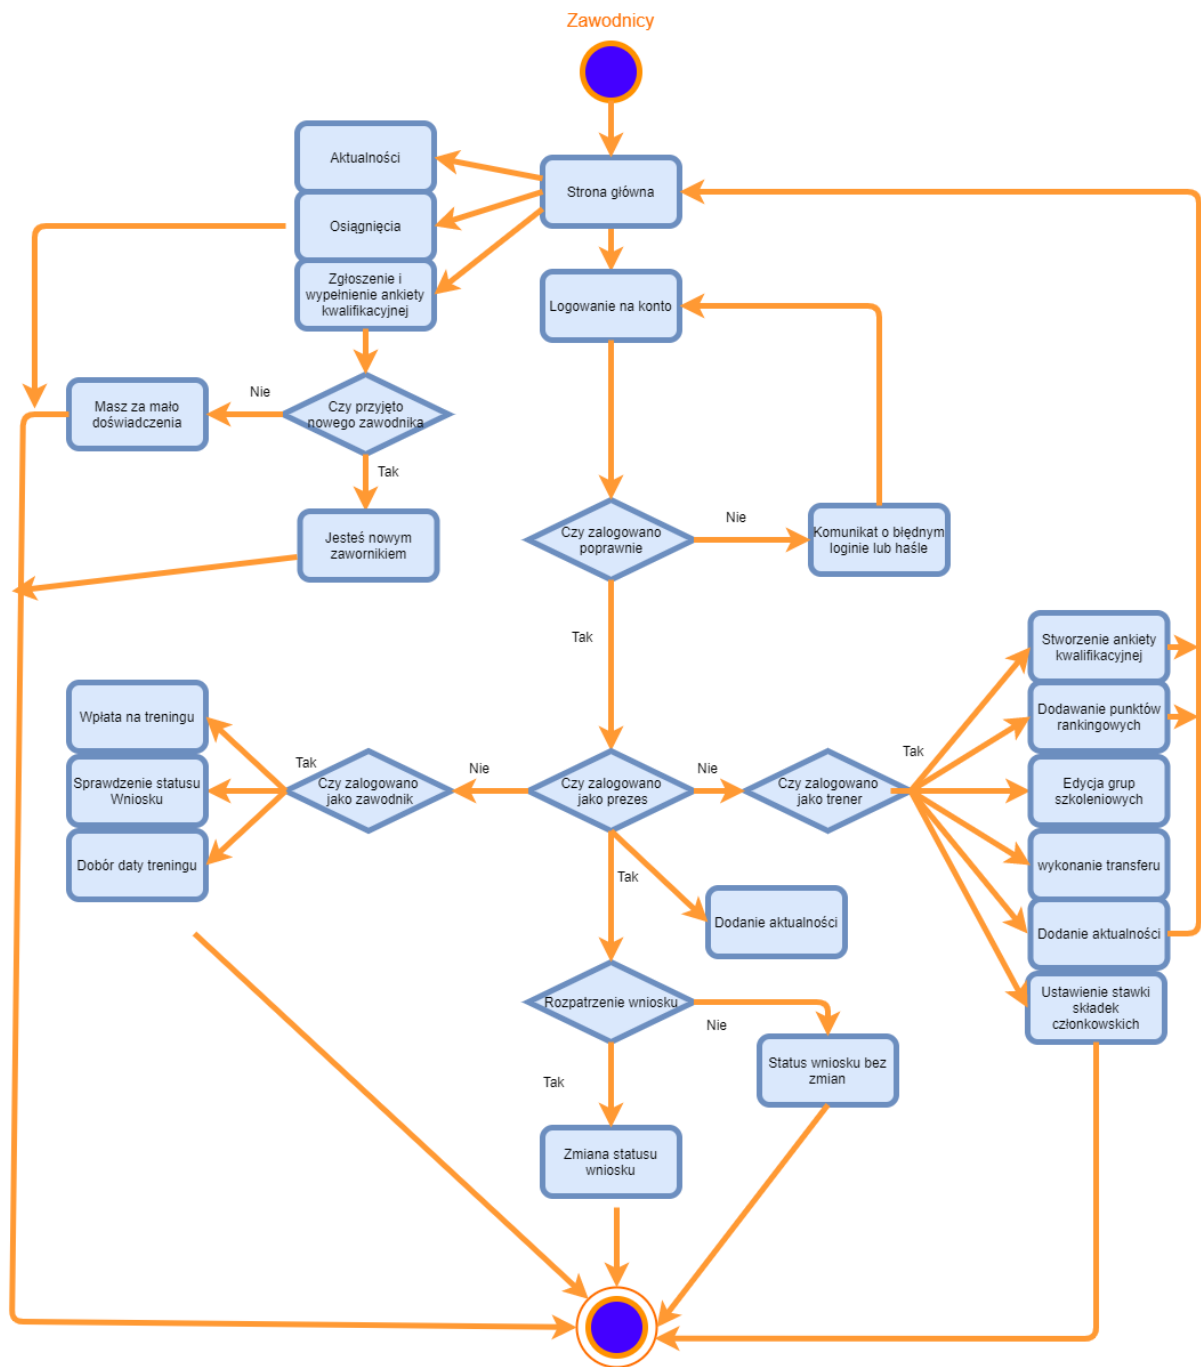 Zawodnicy
Aktualności
Strona główna
Osiągnięcia
Zgłoszenie i
wypełnienie ankiety
kwalifikacyjnej
Logowanie na konto
Nie
Masz za mało
doświadczenia
Czy przyjęto
nowego zawodnika
Tak
Jesteś nowym
zawornikiem
Czy zalogowano
poprawnie
Nie
Komunikat o błędnym
loginie lub haśle
Tak
Stworzenie ankiety
kwalifikacyjnej
Wpłata na treningu
Dodawanie punktów
rankingowych
Tak
Nie
Nie
Tak
Sprawdzenie statusu
Wniosku
Czy zalogowano
jako zawodnik
Czy zalogowano
jako prezes
Czy zalogowano
jako trener
Edycja grup
szkoleniowych
Dobór daty treningu
Tak
wykonanie transferu
Dodanie aktualności
Dodanie aktualności
Rozpatrzenie wniosku
Nie
Ustawienie stawki
składek
członkowskich
Status wniosku bez
zmian
Tak
Zmiana statusu
wniosku